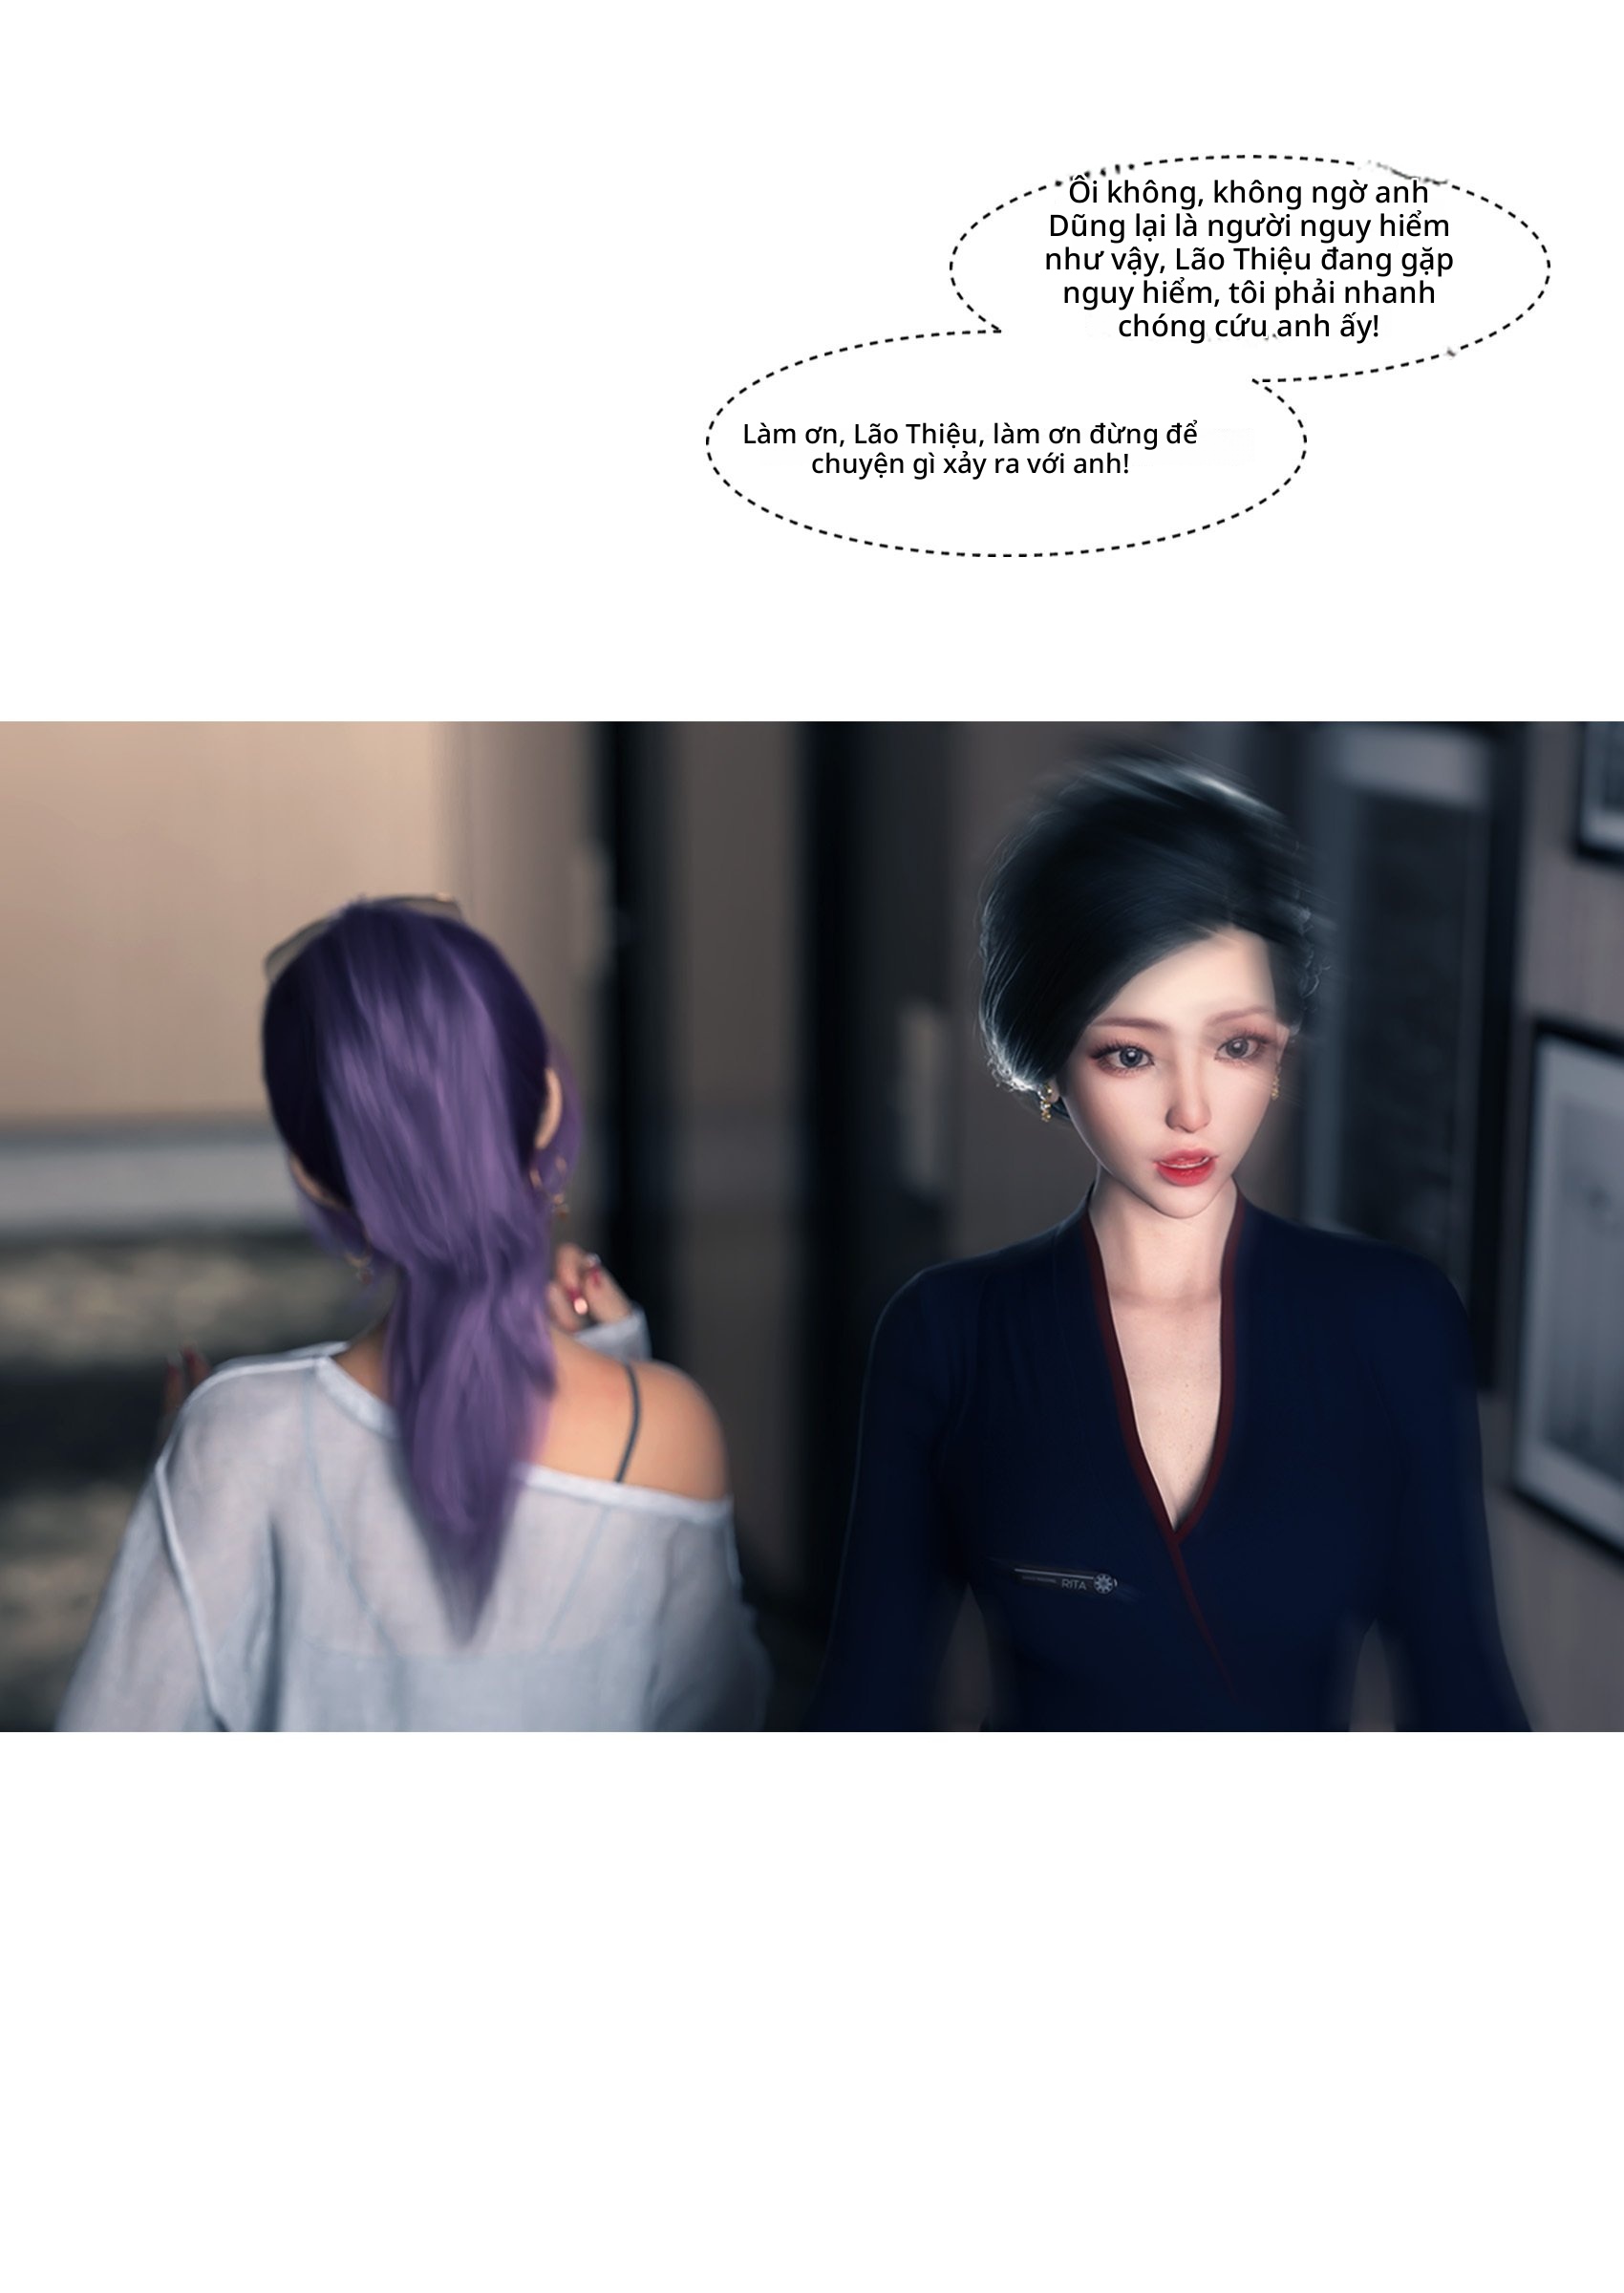 Ôi không, không ngờ anh
Dũng lại là người nguy hiểm
như vậy, Lão Thiệu đang gặp
nguy hiểm, tôi phải nhanh
chóng cứu anh ấy!
Làm ơn, Lão Thiệu, làm ơn đừng để
chuyện gì xảy ra với anh!
RITA